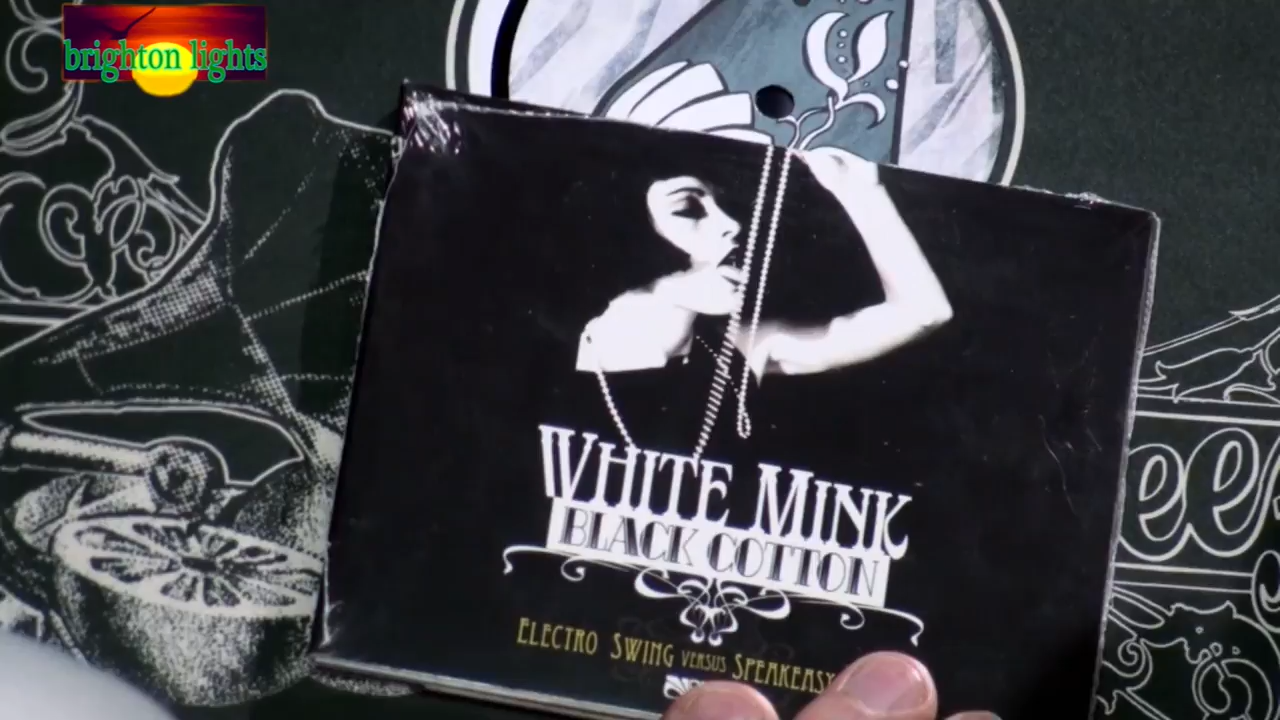 brighton lights
WHITE MINK
BLACK COTTON
ELECTRO SWING VERSUS SPEAKEASY